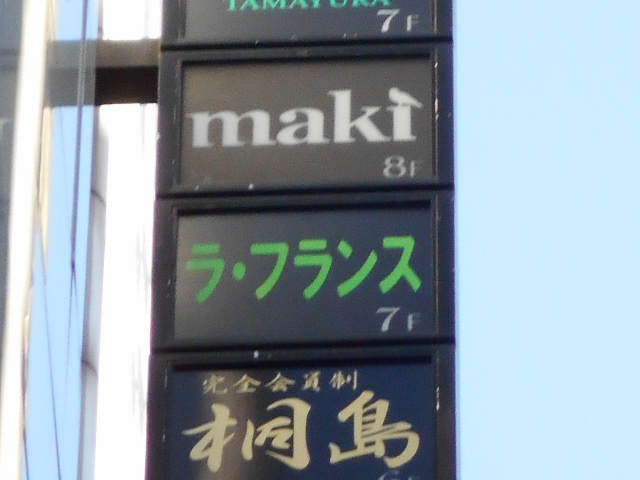 TAMAYURA
7F
maki
8F
ラ・フランス
7F
完全会員制
桐島